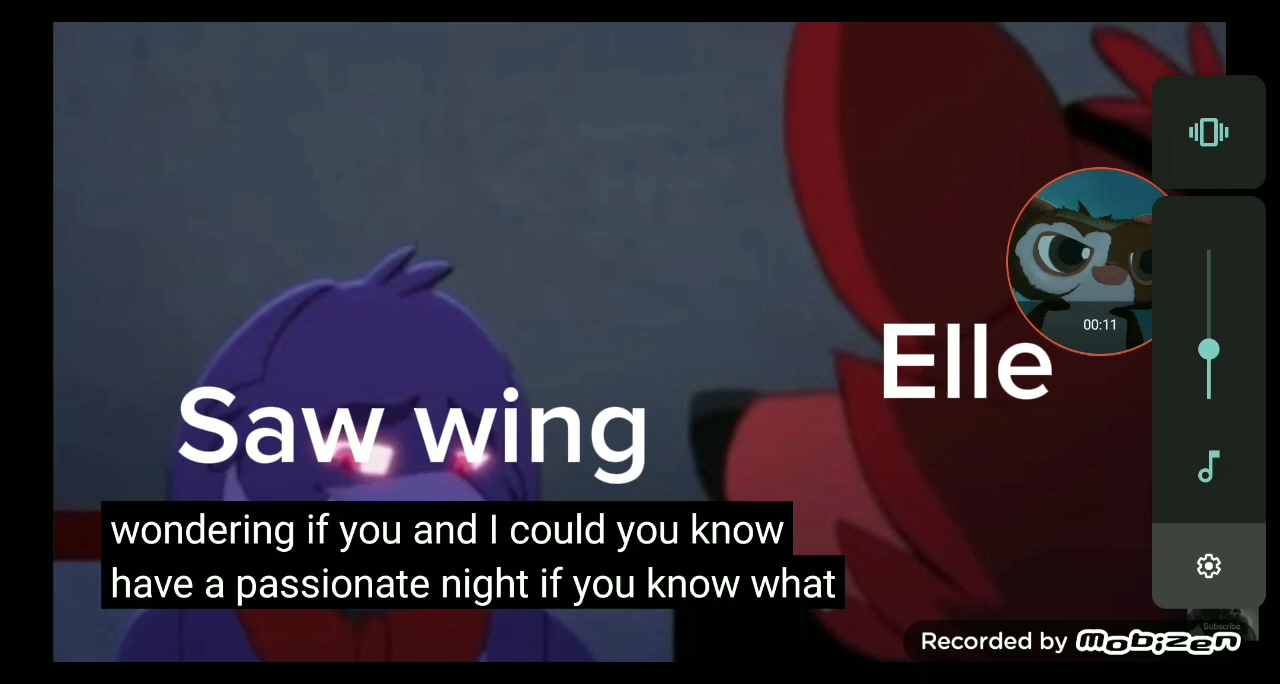 00:11
Elle
Saw wing
wondering if you and I could you know
have a passionate night if you know what
Subscribe
Recorded by mobizen